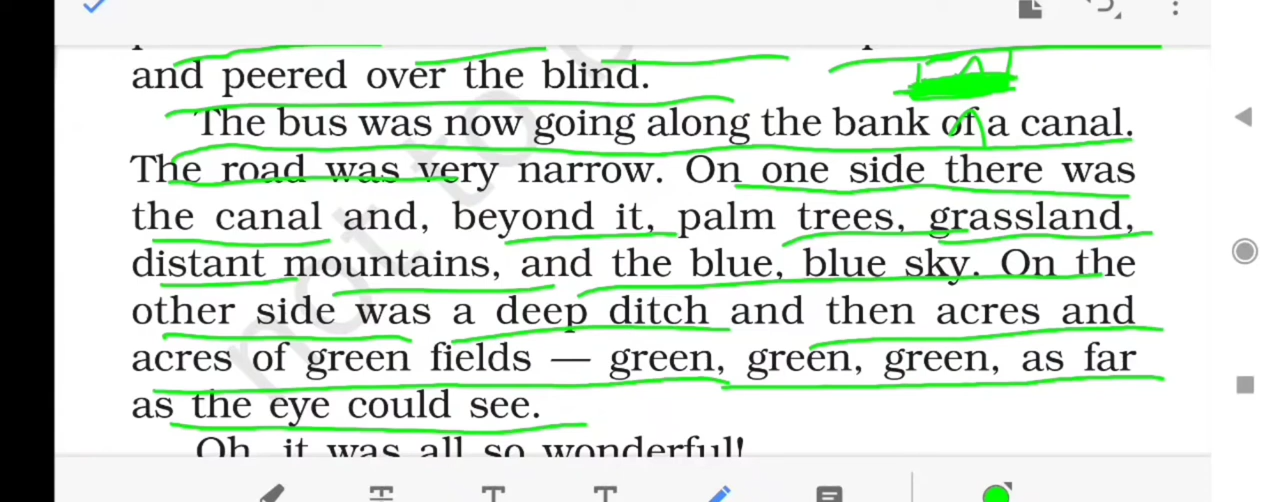 and peered over the blind.
The bus was now going along the bank of a canal.
The road was very narrow. On one side there was
the canal and, beyond it, palm trees, grassland,
distant mountains, and the blue, blue sky. On the
other side was a deep ditch and then acres and
acres of green fields — green, green, green, as far
as the eye could see.
Oh, it was all so wonderful!
not to